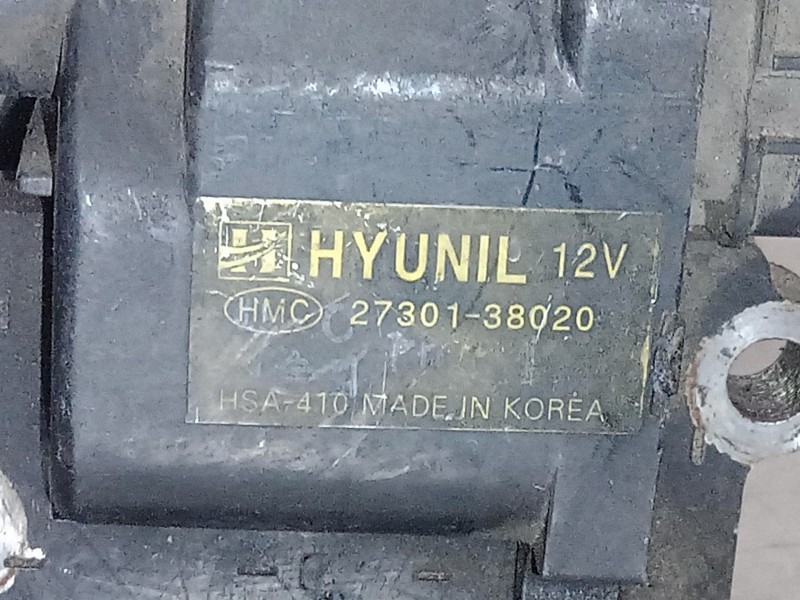 H HYUNIL 12V
HMC 27301-38020
HSA-410 MADE IN KOREA